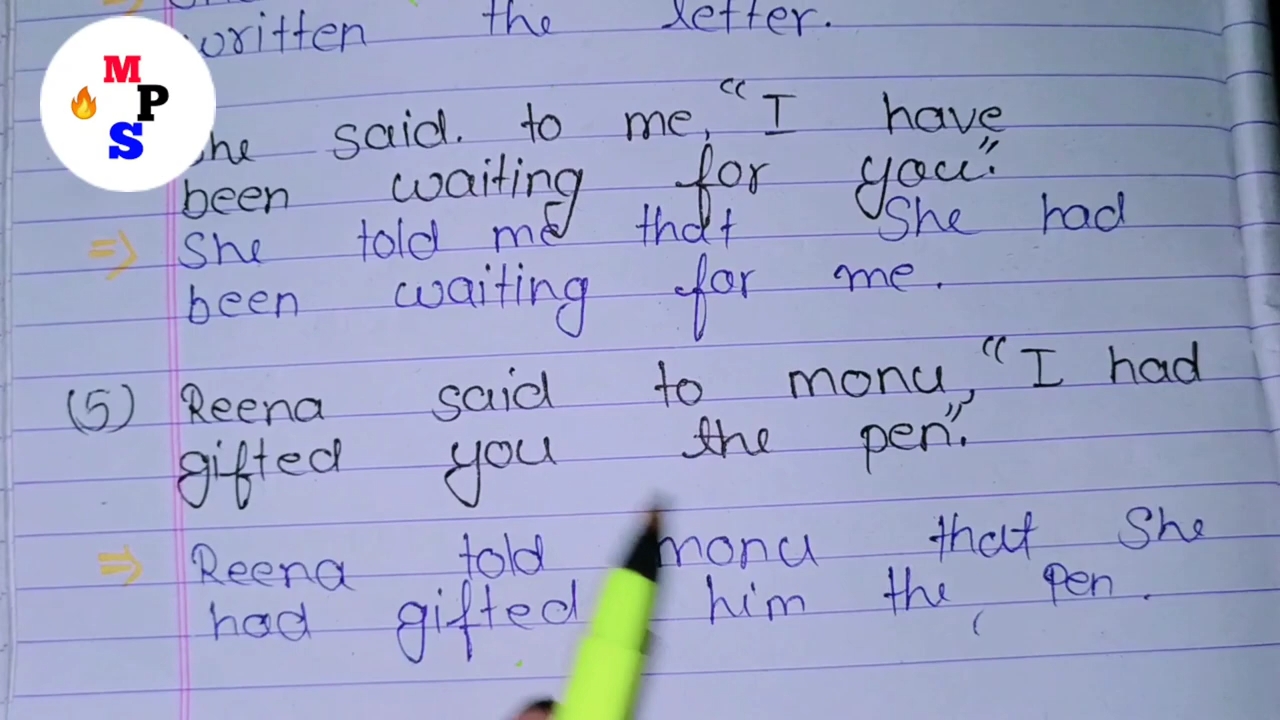 written the letter.
M
P
S
he said. to me, “I have
been waiting for you”.
⇒ She told me that She had
been waiting for me.
(5) Reena said to monu, “I had
gifted you the pen”.
⇒ Reena told monu that She
had gifted him the pen.